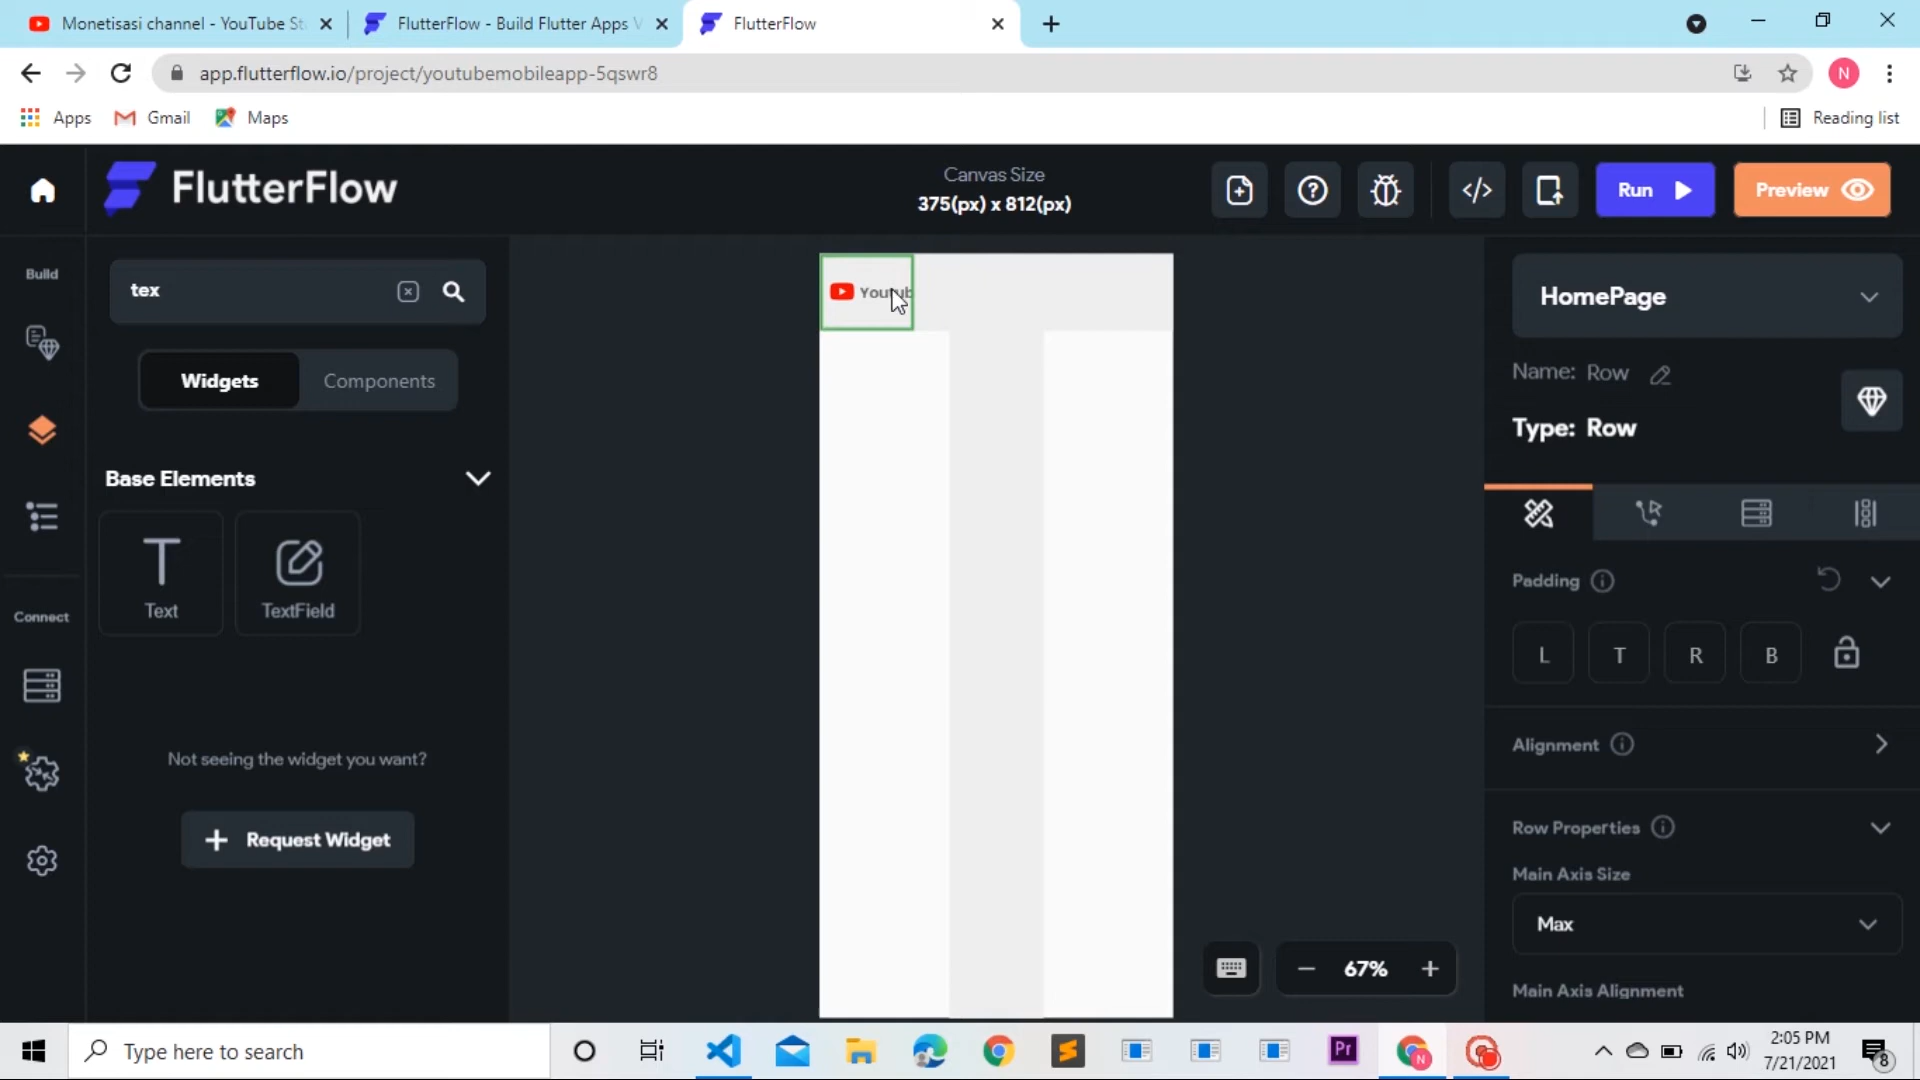 Monetisasi channel - YouTube St
FlutterFlow - Build Flutter Apps V
FlutterFlow
app.flutterflow.io/project/youtubemobileapp-5qswr8
N
Apps
Gmail
Maps
Reading list
FlutterFlow
Canvas Size
375(px) x 812(px)
Run
Preview
Build
tex
Widgets
Components
Base Elements
Text
TextField
Connect
Not seeing the widget you want?
+ Request Widget
Youtub
67%
HomePage
Name: Row
Type: Row
Padding
L
T
R
B
Alignment
Row Properties
Main Axis Size
Max
Main Axis Alignment
Type here to search
Pr
N
2:05 PM
7/21/2021
8